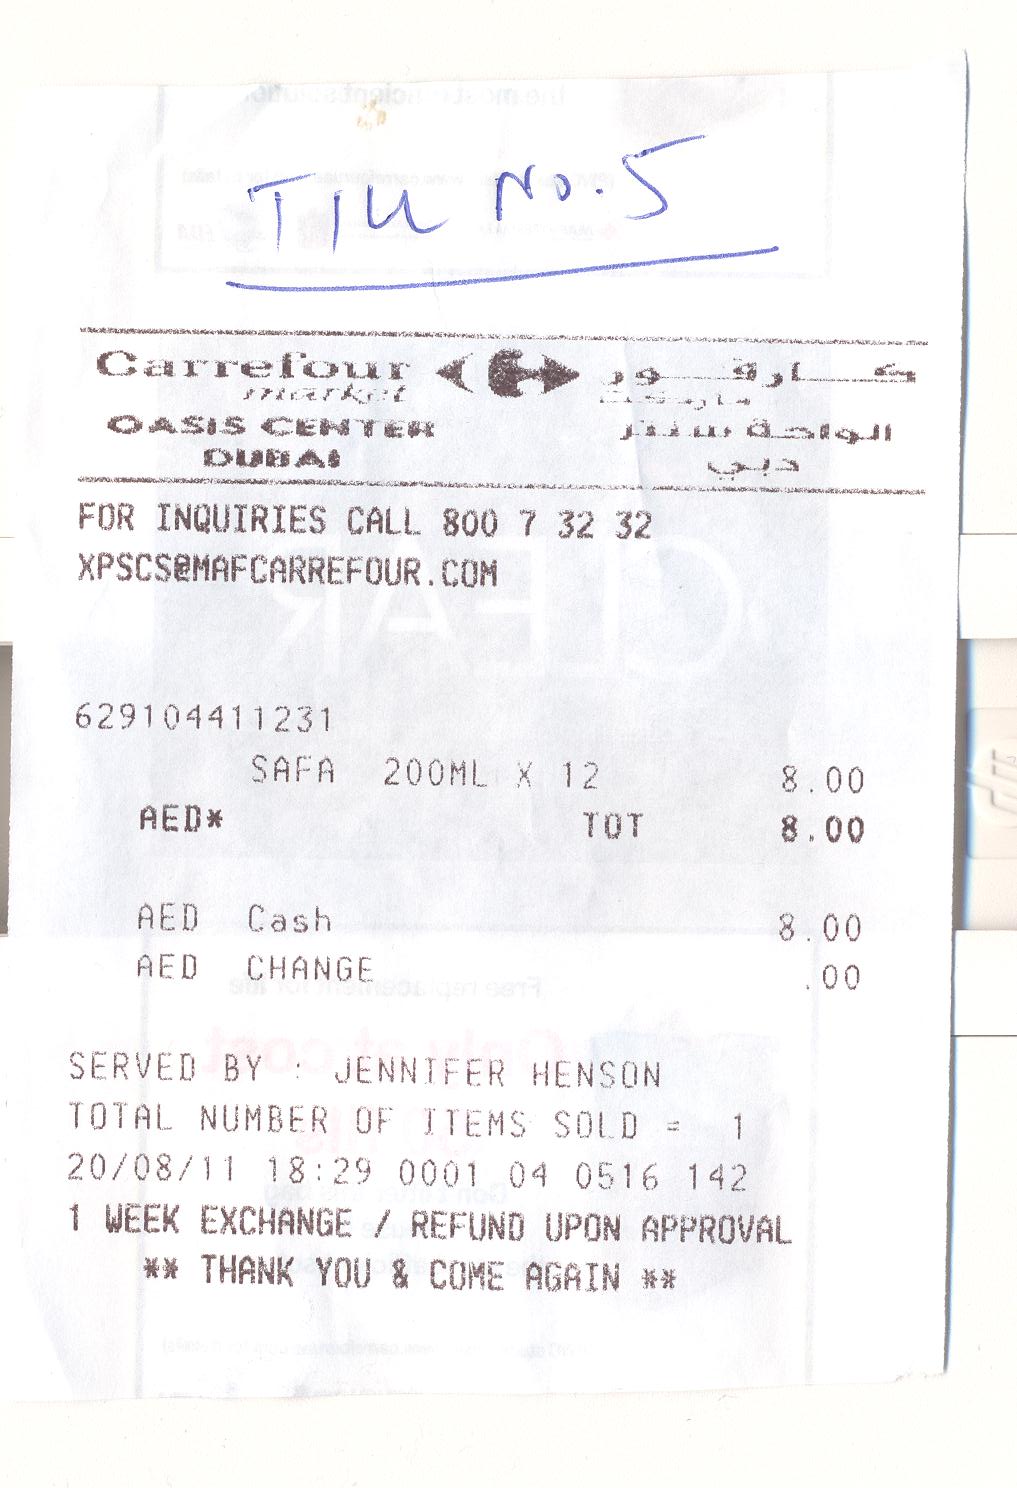 Till No. 5
Carrefour كارفور
market ماركت
OASIS CENTER الواحة سنتر
DUBAI دبي
FOR INQUIRIES CALL 800 7 32 32
XPSCS@MAFCARREFOUR.COM
629104411231
SAFA 200ML X 12 8.00
AED* TOT 8.00
AED Cash 8.00
AED CHANGE .00
SERVED BY : JENNIFER HENSON
TOTAL NUMBER OF ITEMS SOLD = 1
20/08/11 18:29 0001 04 0516 142
1 WEEK EXCHANGE / REFUND UPON APPROVAL
** THANK YOU & COME AGAIN **